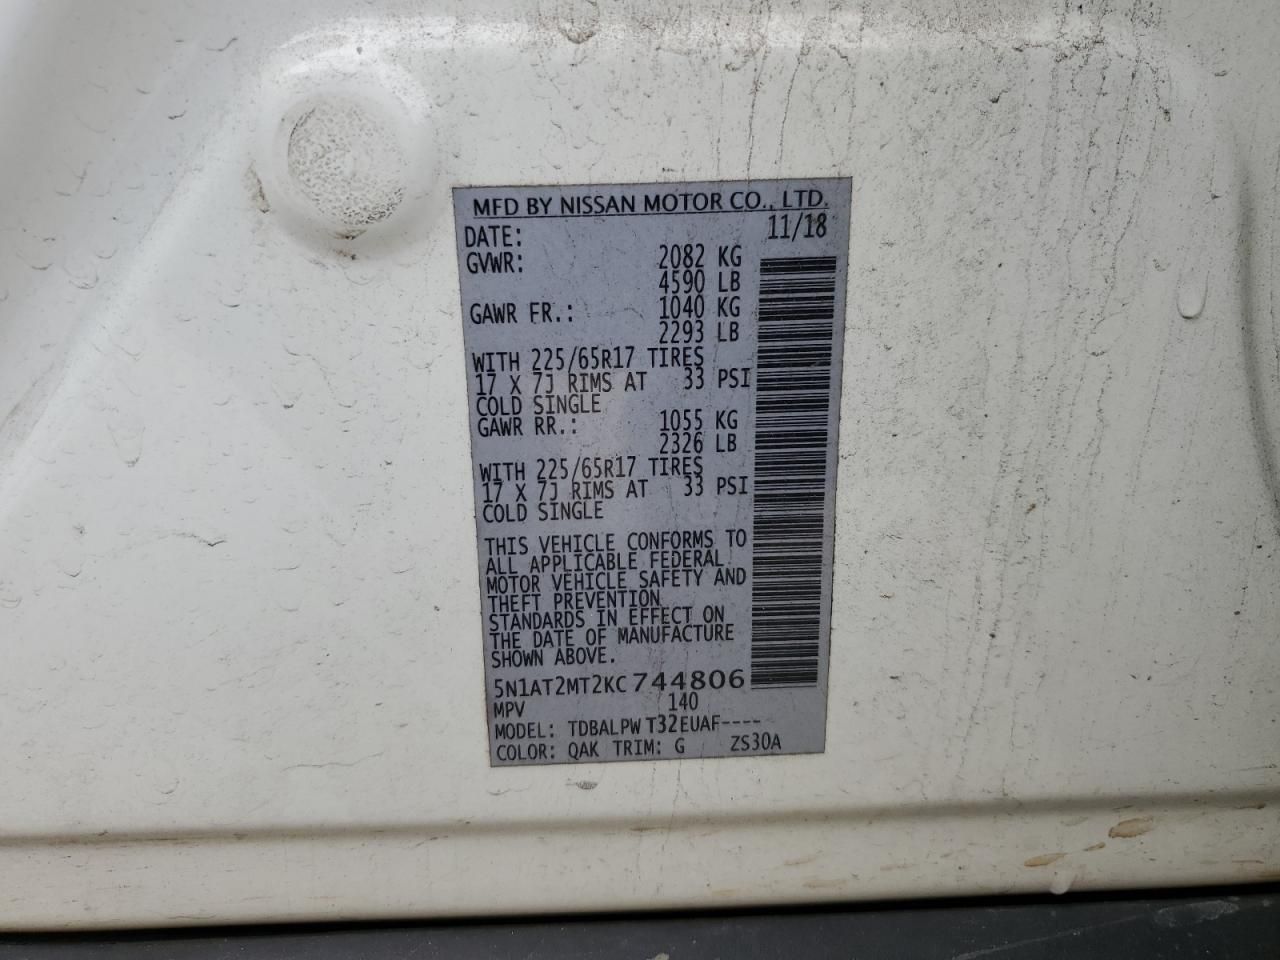 MFD BY NISSAN MOTOR CO., LTD.
DATE: 11/18
GVWR: 2082 KG
4590 LB
GAWR FR.: 1040 KG
2293 LB
WITH 225/65R17 TIRES
17 X 7J RIMS AT 33 PSI
COLD SINGLE
GAWR RR.: 1055 KG
2326 LB
WITH 225/65R17 TIRES
17 X 7J RIMS AT 33 PSI
COLD SINGLE
THIS VEHICLE CONFORMS TO
ALL APPLICABLE FEDERAL
MOTOR VEHICLE SAFETY AND
THEFT PREVENTION
STANDARDS IN EFFECT ON
THE DATE OF MANUFACTURE
SHOWN ABOVE.
5N1AT2MT2KC744806
MPV 140
MODEL: TDBALPW T32EUAF----
COLOR: QAK TRIM: G ZS30A